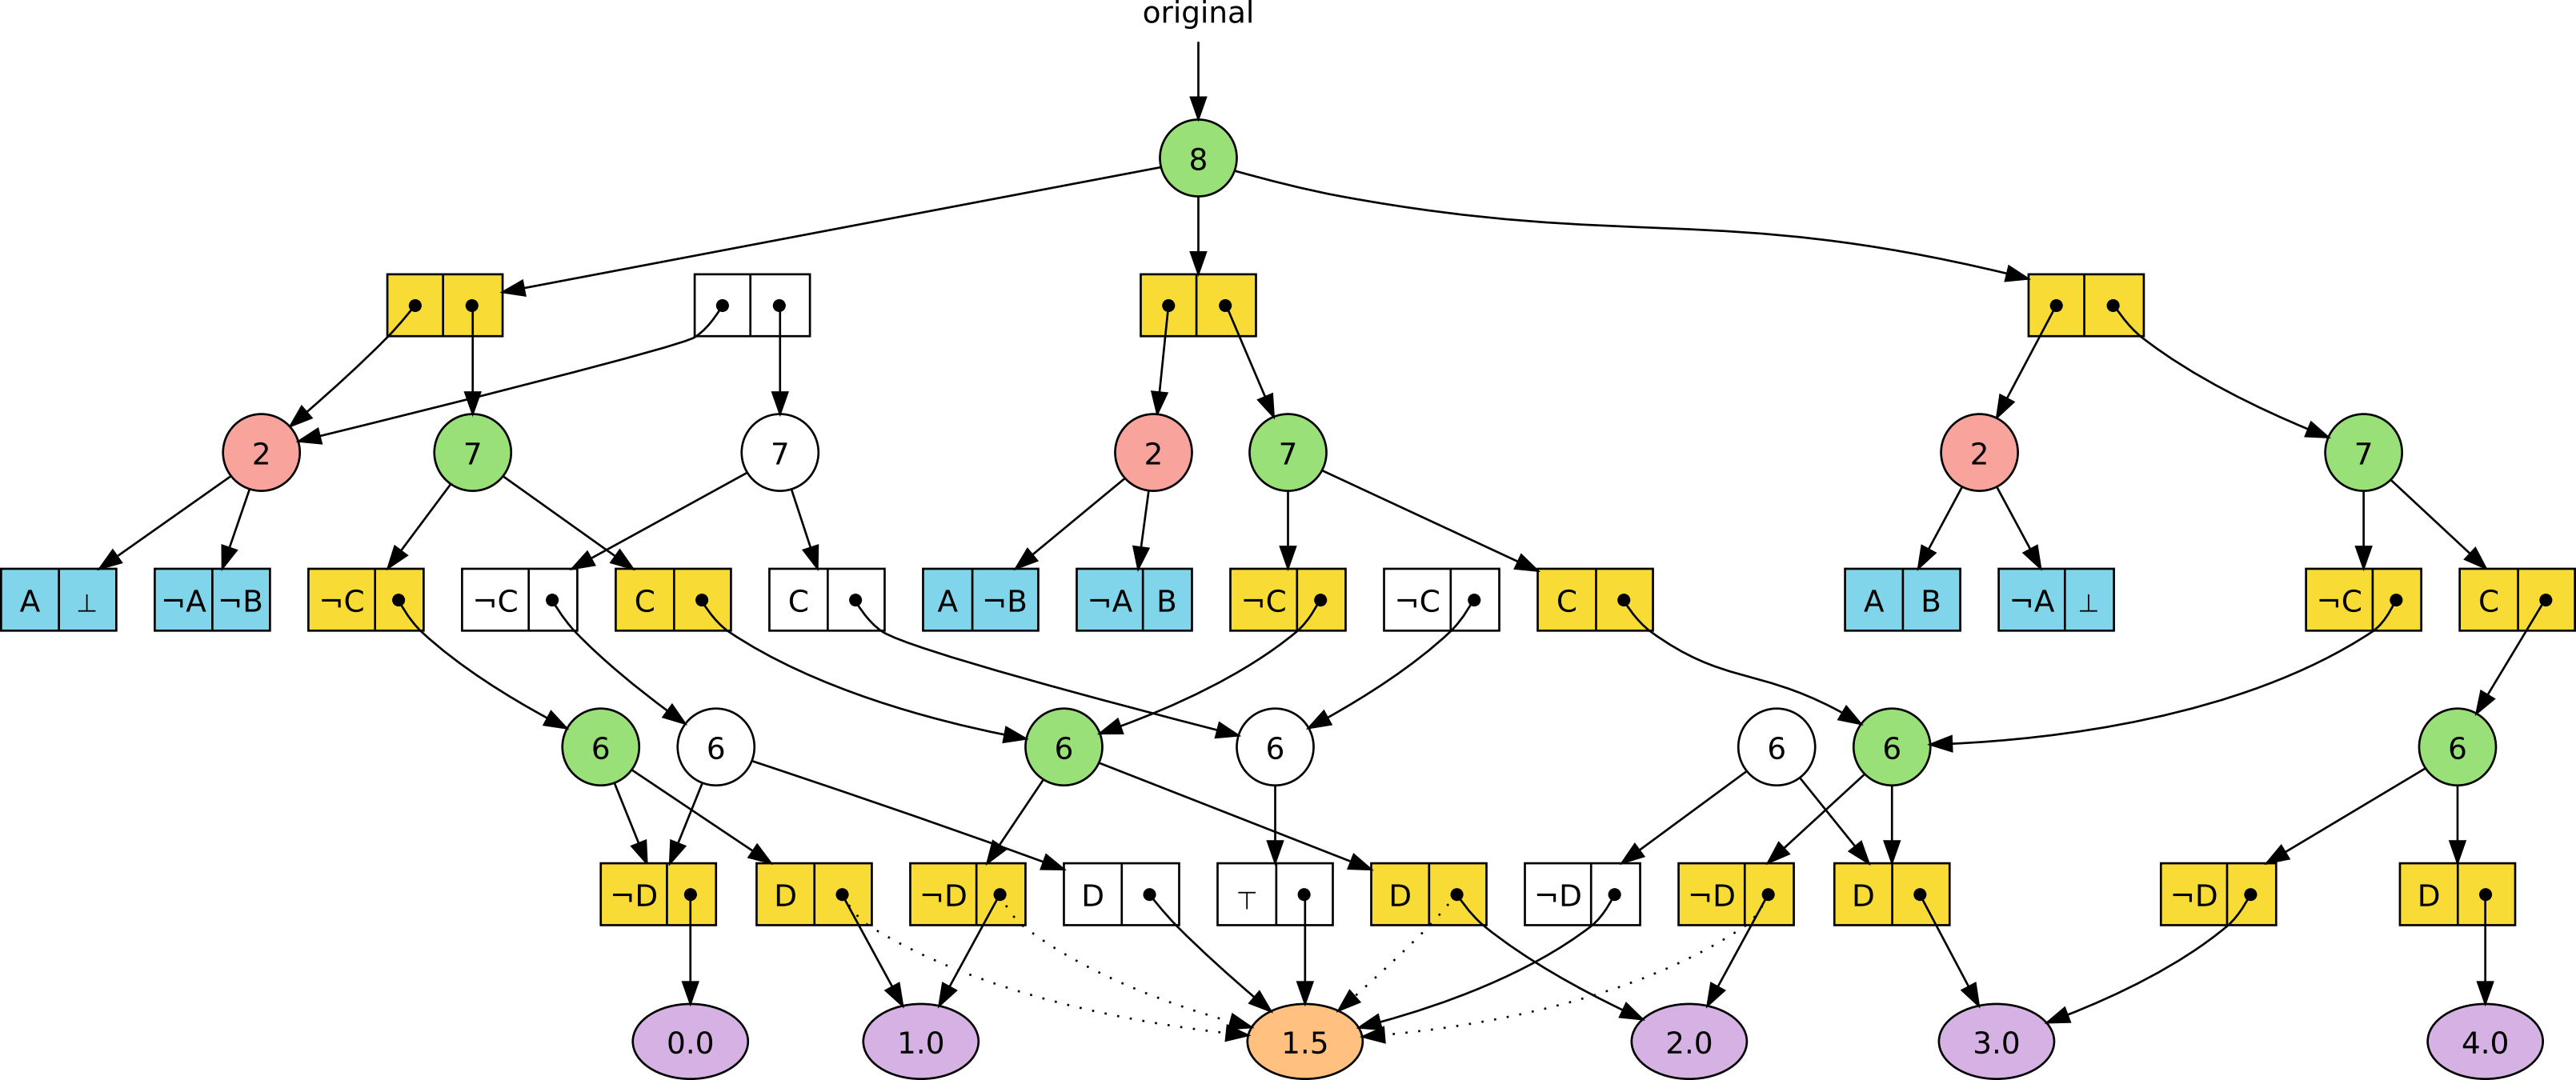 original
8
2 7 7 2 7 2 7
A ⊥ ¬A ¬B ¬C ¬C C C A ¬B ¬A B ¬C ¬C C A B ¬A ⊥ ¬C C
6 6 6 6 6 6 6
¬D D ¬D D ⊤ D ¬D ¬D D ¬D D
0.0 1.0 1.5 2.0 3.0 4.0